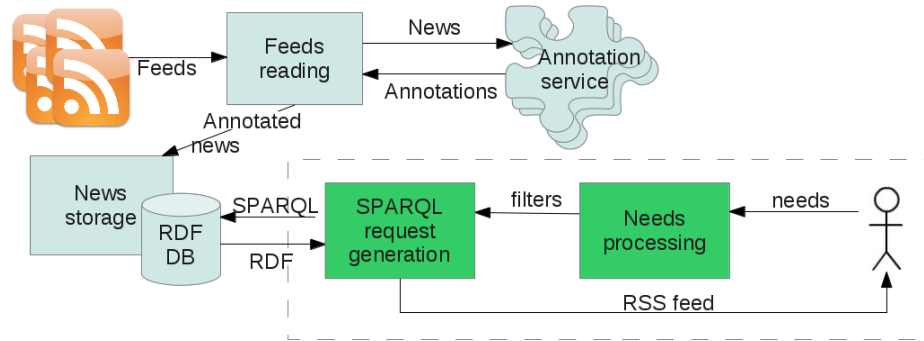 Feeds
Feeds
reading
News
Annotations
Annotation
service
Annotated
news
News
storage
RDF
DB
SPARQL
RDF
SPARQL
request
generation
filters
Needs
processing
needs
RSS feed